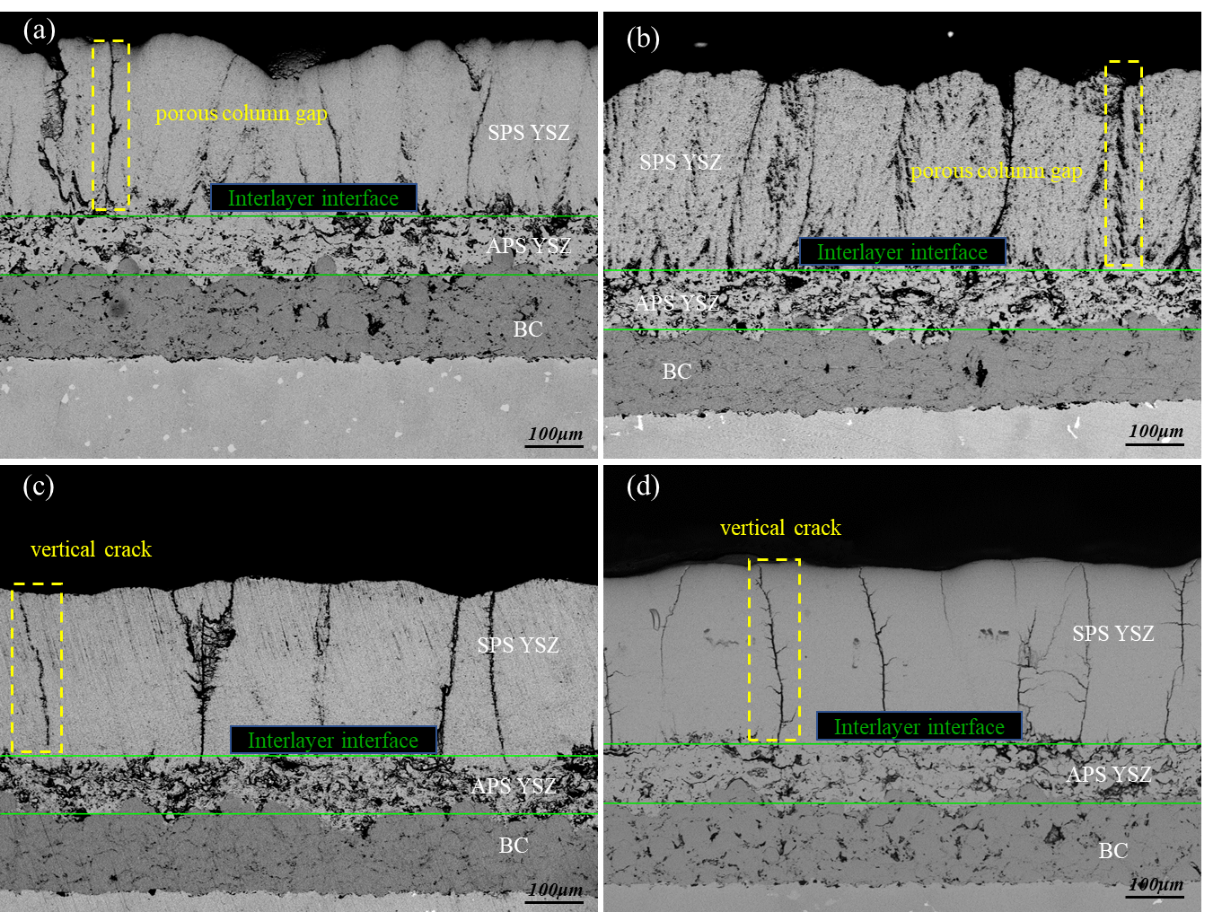 (a)
porous column gap
SPS YSZ
Interlayer interface
APS YSZ
BC
100μm
(b)
SPS YSZ
porous column gap
Interlayer interface
APS YSZ
BC
100μm
(c)
vertical crack
SPS YSZ
Interlayer interface
APS YSZ
BC
100μm
(d)
vertical crack
SPS YSZ
Interlayer interface
APS YSZ
BC
100μm